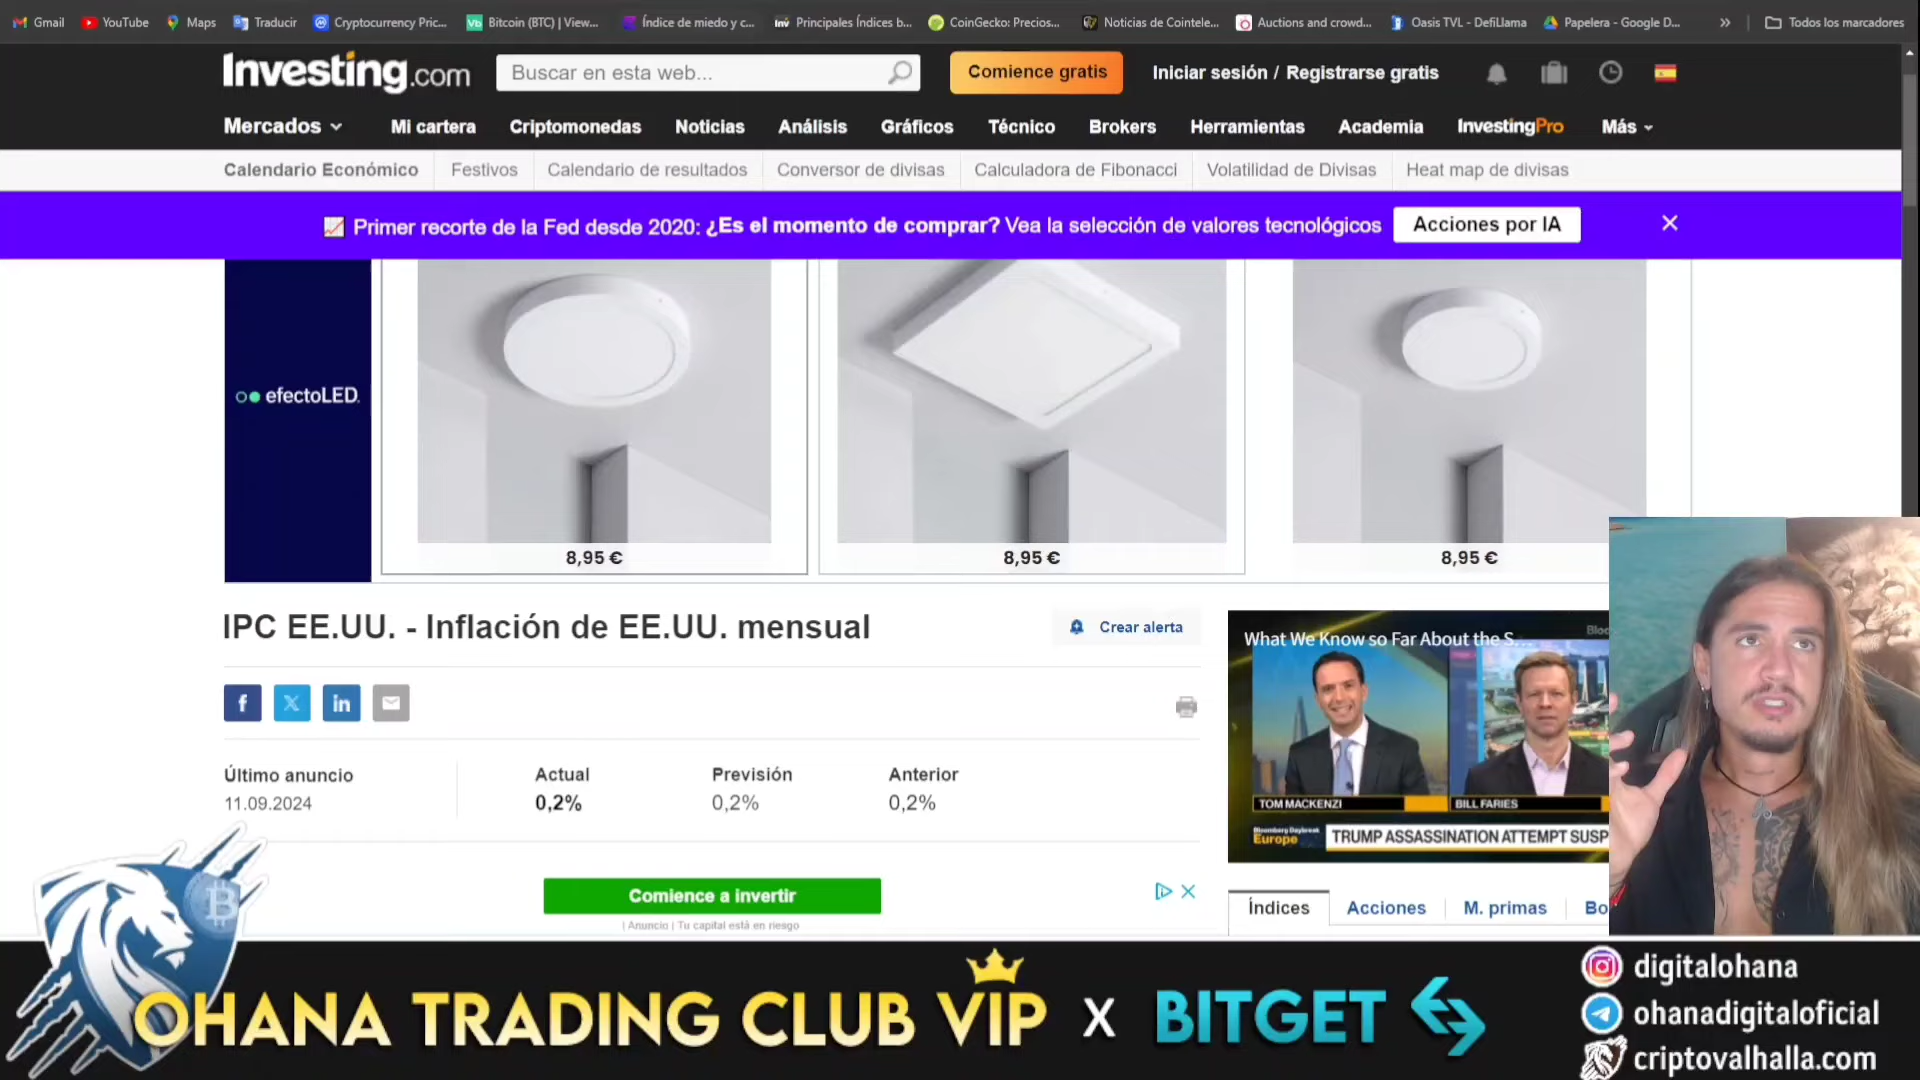 Gmail YouTube Maps Traducir Cryptocurrency Pric... Bitcoin (BTC) | View... Índice de miedo y c... Principales Índices b... CoinGecko: Precios... Noticias de Cointele... Auctions and crowd... Oasis TVL - DefiLlama Papelera - Google D... » Todos los marcadores
Investing.com Buscar en esta web... Comience gratis Iniciar sesión / Registrarse gratis
Mercados Mi cartera Criptomonedas Noticias Análisis Gráficos Técnico Brokers Herramientas Academia InvestingPro Más
Calendario Económico Festivos Calendario de resultados Conversor de divisas Calculadora de Fibonacci Volatilidad de Divisas Heat map de divisas
Primer recorte de la Fed desde 2020: ¿Es el momento de comprar? Vea la selección de valores tecnológicos Acciones por IA
efectoLED.
8,95 € 8,95 € 8,95 €
IPC EE.UU. - Inflación de EE.UU. mensual
Crear alerta
What We Know so Far About the S...
Último anuncio Actual Previsión Anterior
11.09.2024 0,2% 0,2% 0,2%
TOM MACKENZI BILL FARIES
Bloomberg Daybreak
Europe
TRUMP ASSASSINATION ATTEMPT SUSP
Comience a invertir
| Anuncio | Tu capital está en riesgo
Índices Acciones M. primas Bo
OHANA TRADING CLUB VIP X BITGET
digitalohana
ohanadigitaloficial
criptovalhalla.com